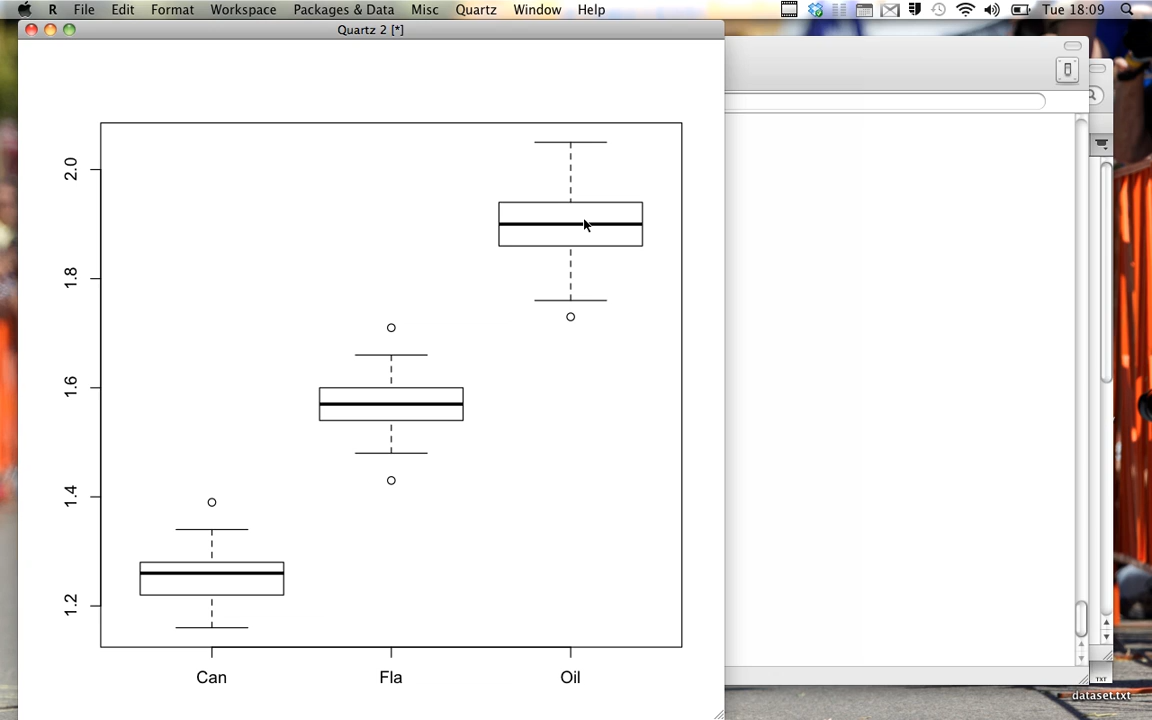 R File Edit Format Workspace Packages & Data Misc Quartz Window Help Tue 18:09
Quartz 2 [*]
2.0
1.8
1.6
1.4
1.2
Can Fla Oil
TXT
dataset.txt